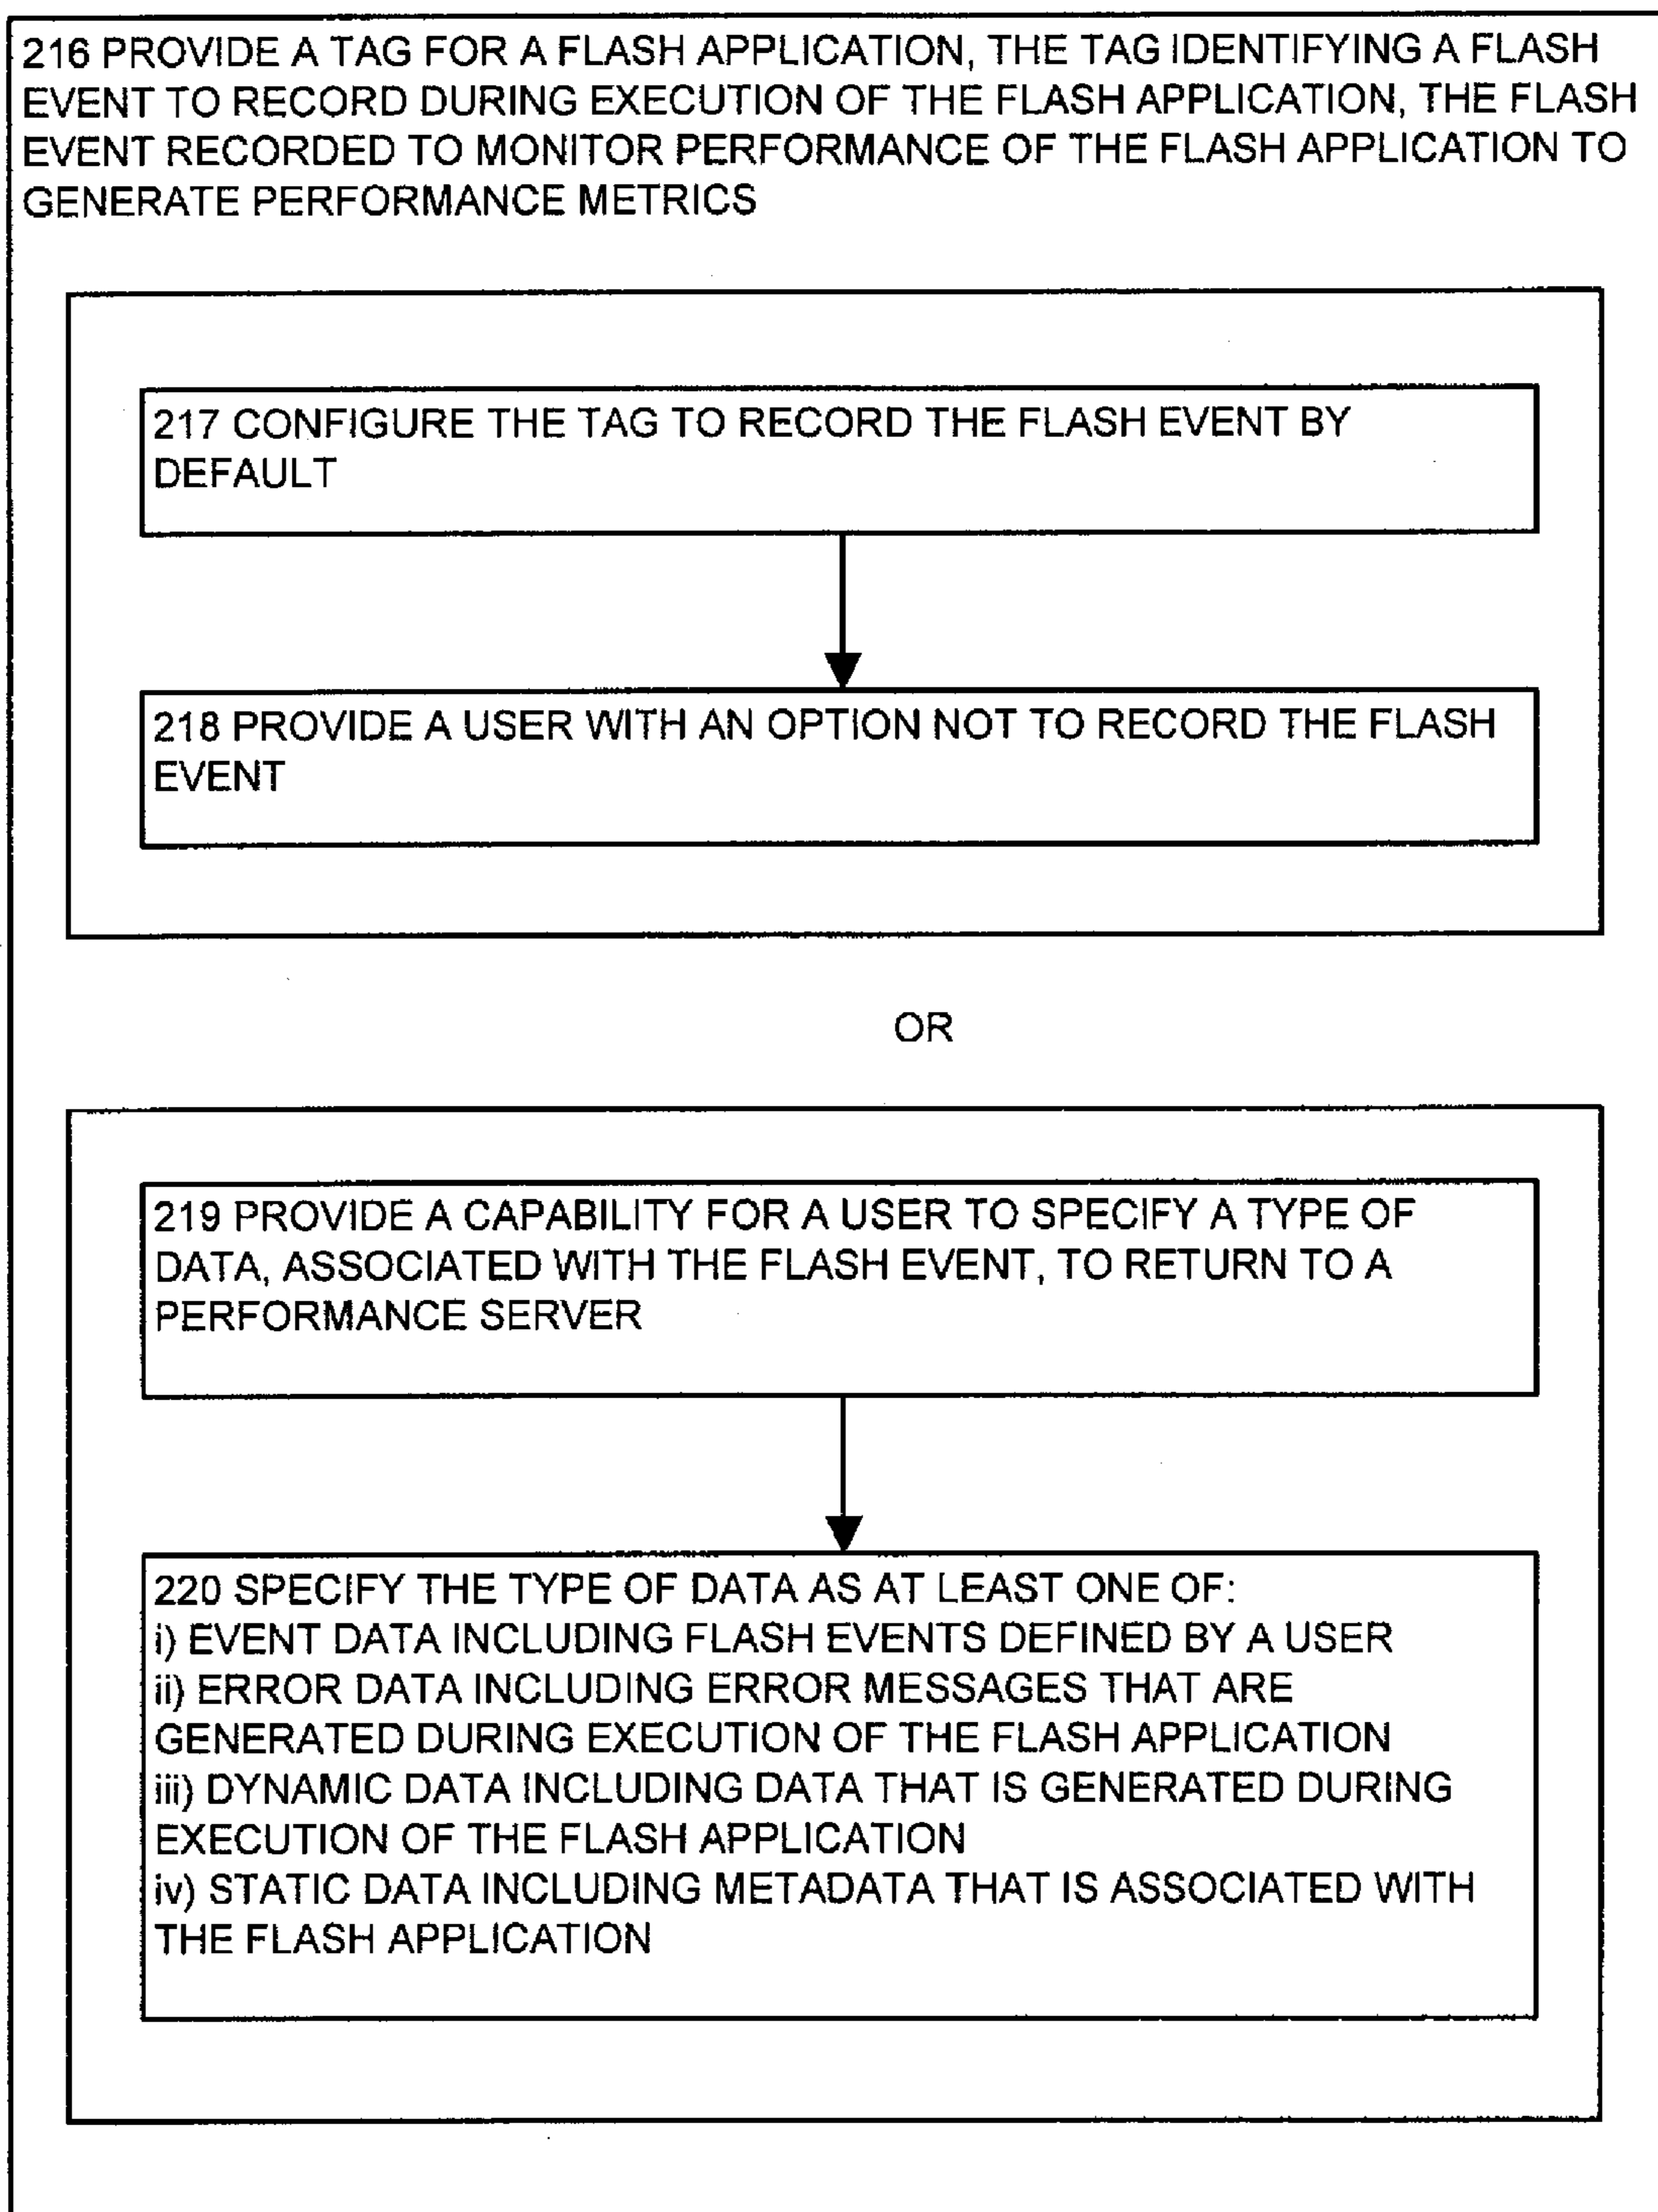 216 PROVIDE A TAG FOR A FLASH APPLICATION, THE TAG IDENTIFYING A FLASH
EVENT TO RECORD DURING EXECUTION OF THE FLASH APPLICATION, THE FLASH
EVENT RECORDED TO MONITOR PERFORMANCE OF THE FLASH APPLICATION TO
GENERATE PERFORMANCE METRICS
217 CONFIGURE THE TAG TO RECORD THE FLASH EVENT BY
DEFAULT
218 PROVIDE A USER WITH AN OPTION NOT TO RECORD THE FLASH
EVENT
OR
219 PROVIDE A CAPABILITY FOR A USER TO SPECIFY A TYPE OF
DATA, ASSOCIATED WITH THE FLASH EVENT, TO RETURN TO A
PERFORMANCE SERVER
220 SPECIFY THE TYPE OF DATA AS AT LEAST ONE OF:
i) EVENT DATA INCLUDING FLASH EVENTS DEFINED BY A USER
ii) ERROR DATA INCLUDING ERROR MESSAGES THAT ARE
GENERATED DURING EXECUTION OF THE FLASH APPLICATION
iii) DYNAMIC DATA INCLUDING DATA THAT IS GENERATED DURING
EXECUTION OF THE FLASH APPLICATION
iv) STATIC DATA INCLUDING METADATA THAT IS ASSOCIATED WITH
THE FLASH APPLICATION